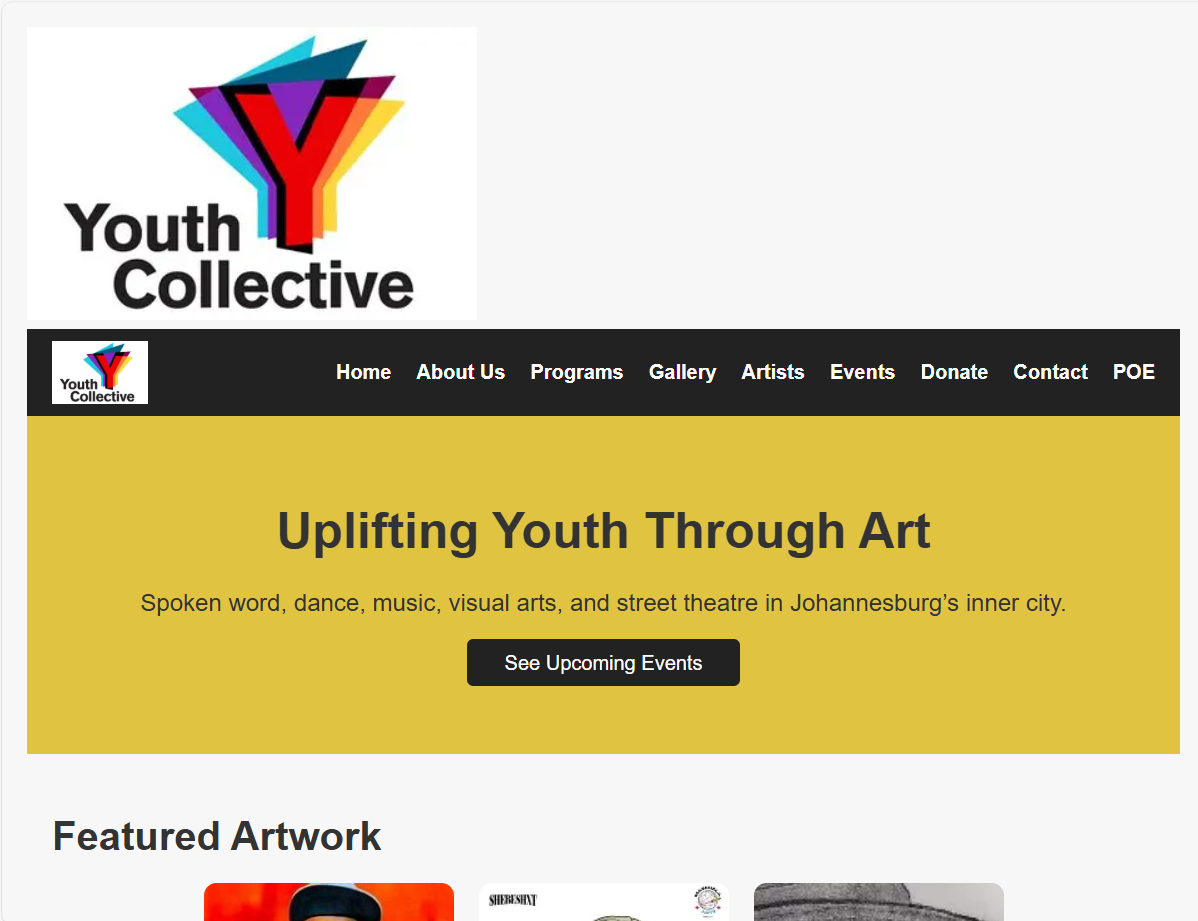 Youth
Collective
Youth
Collective
Home About Us Programs Gallery Artists Events Donate Contact POE
Uplifting Youth Through Art
Spoken word, dance, music, visual arts, and street theatre in Johannesburg’s inner city.
See Upcoming Events
Featured Artwork
SHEBESHXT